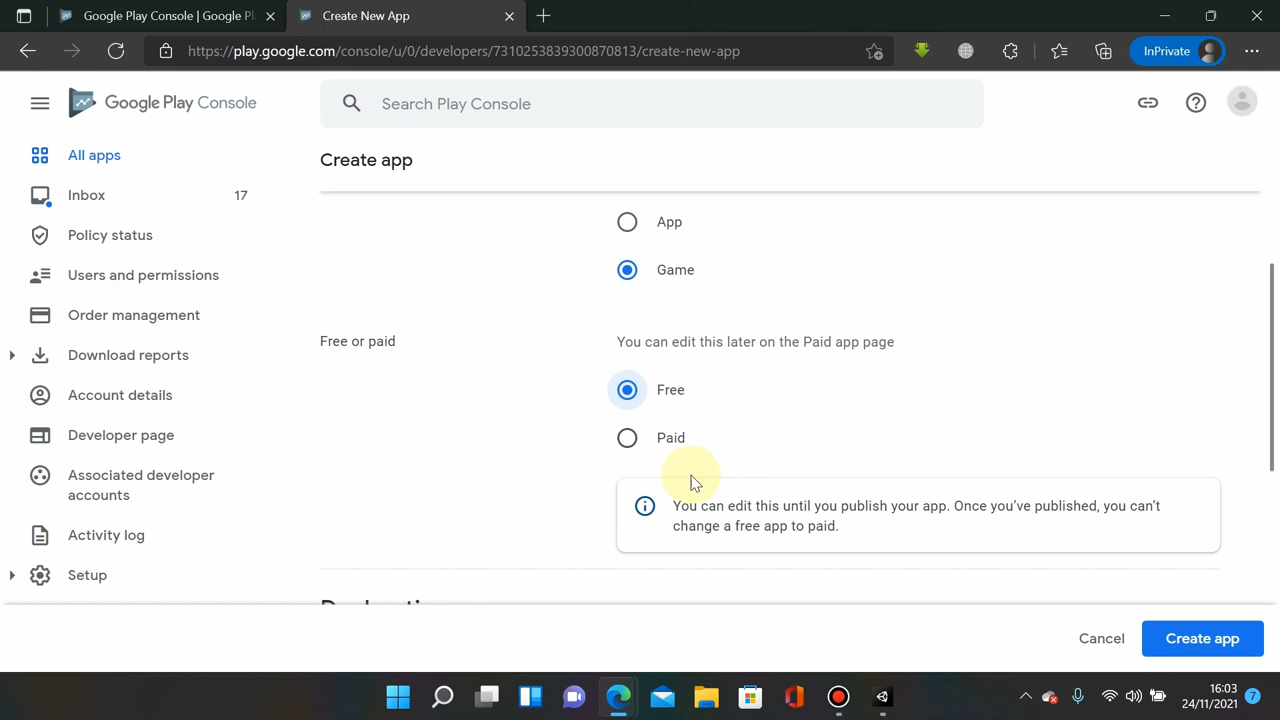 Google Play Console | Google Pl
Create New App
https://play.google.com/console/u/0/developers/7310253839300870813/create-new-app
InPrivate
Google Play Console
Search Play Console
All apps
Inbox 17
Policy status
Users and permissions
Order management
Download reports
Account details
Developer page
Associated developer
accounts
Activity log
Setup
Create app
App
Game
Free or paid
You can edit this later on the Paid app page
Free
Paid
You can edit this until you publish your app. Once you've published, you can't
change a free app to paid.
Cancel
Create app
16:03
24/11/2021
7